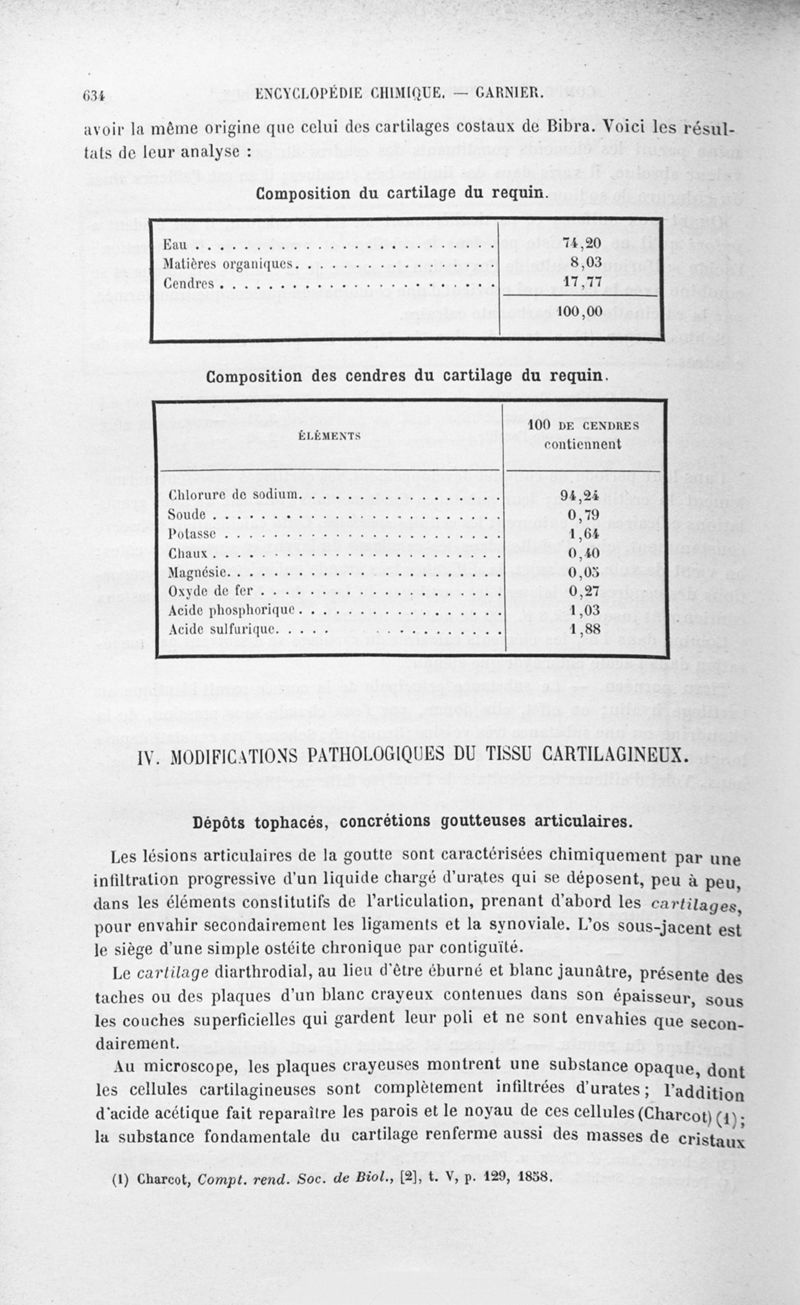 634
ENCYCLOPÉDIE CHIMIQUE. — GARNIER.
avoir la même origine que celui des cartilages costaux de Bibra. Voici les résul-
tats de leur analyse :
Composition du cartilage du requin.
Eau . . . . . . . . . . . . . . . . . . . . . . . . . 74,20
Matières organiques. . . . . . . . . . . . . . . . . 8,03
Cendres . . . . . . . . . . . . . . . . . . . . . . . 17,77
100,00
Composition des cendres du cartilage du requin.
ÉLÉMENTS
100 DE CENDRES
contiennent
Chlorure de sodium. . . . . . . . . . . . . . . . . 94,24
Soude . . . . . . . . . . . . . . . . . . . . . . . . 0,79
Potasse . . . . . . . . . . . . . . . . . . . . . . . 1,64
Chaux . . . . . . . . . . . . . . . . . . . . . . . . 0,40
Magnésie. . . . . . . . . . . . . . . . . . . . . . . 0,03
Oxyde de fer . . . . . . . . . . . . . . . . . . . . 0,27
Acide phosphorique . . . . . . . . . . . . . . . . . 1,03
Acide sulfurique. . . . . . . . . . . . . . . . 1,88
IV. MODIFICATIONS PATHOLOGIQUES DU TISSU CARTILAGINEUX.
Dépôts tophacés, concrétions goutteuses articulaires.
Les lésions articulaires de la goutte sont caractérisées chimiquement par une
infiltration progressive d'un liquide chargé d'urates qui se déposent, peu à peu,
dans les éléments constitutifs de l'articulation, prenant d'abord les cartilages,
pour envahir secondairement les ligaments et la synoviale. L'os sous-jacent est
le siège d'une simple ostéite chronique par contiguïté.
Le cartilage diarthrodial, au lieu d'être éburné et blanc jaunâtre, présente des
taches ou des plaques d'un blanc crayeux contenues dans son épaisseur, sous
les couches superficielles qui gardent leur poli et ne sont envahies que secon-
dairement.
Au microscope, les plaques crayeuses montrent une substance opaque, dont
les cellules cartilagineuses sont complètement infiltrées d'urates ; l'addition
d'acide acétique fait reparaître les parois et le noyau de ces cellules (Charcot) (1) ;
la substance fondamentale du cartilage renferme aussi des masses de cristaux
(1) Charcot, Compt. rend. Soc. de Biol., [2], t. V, p. 129, 1858.